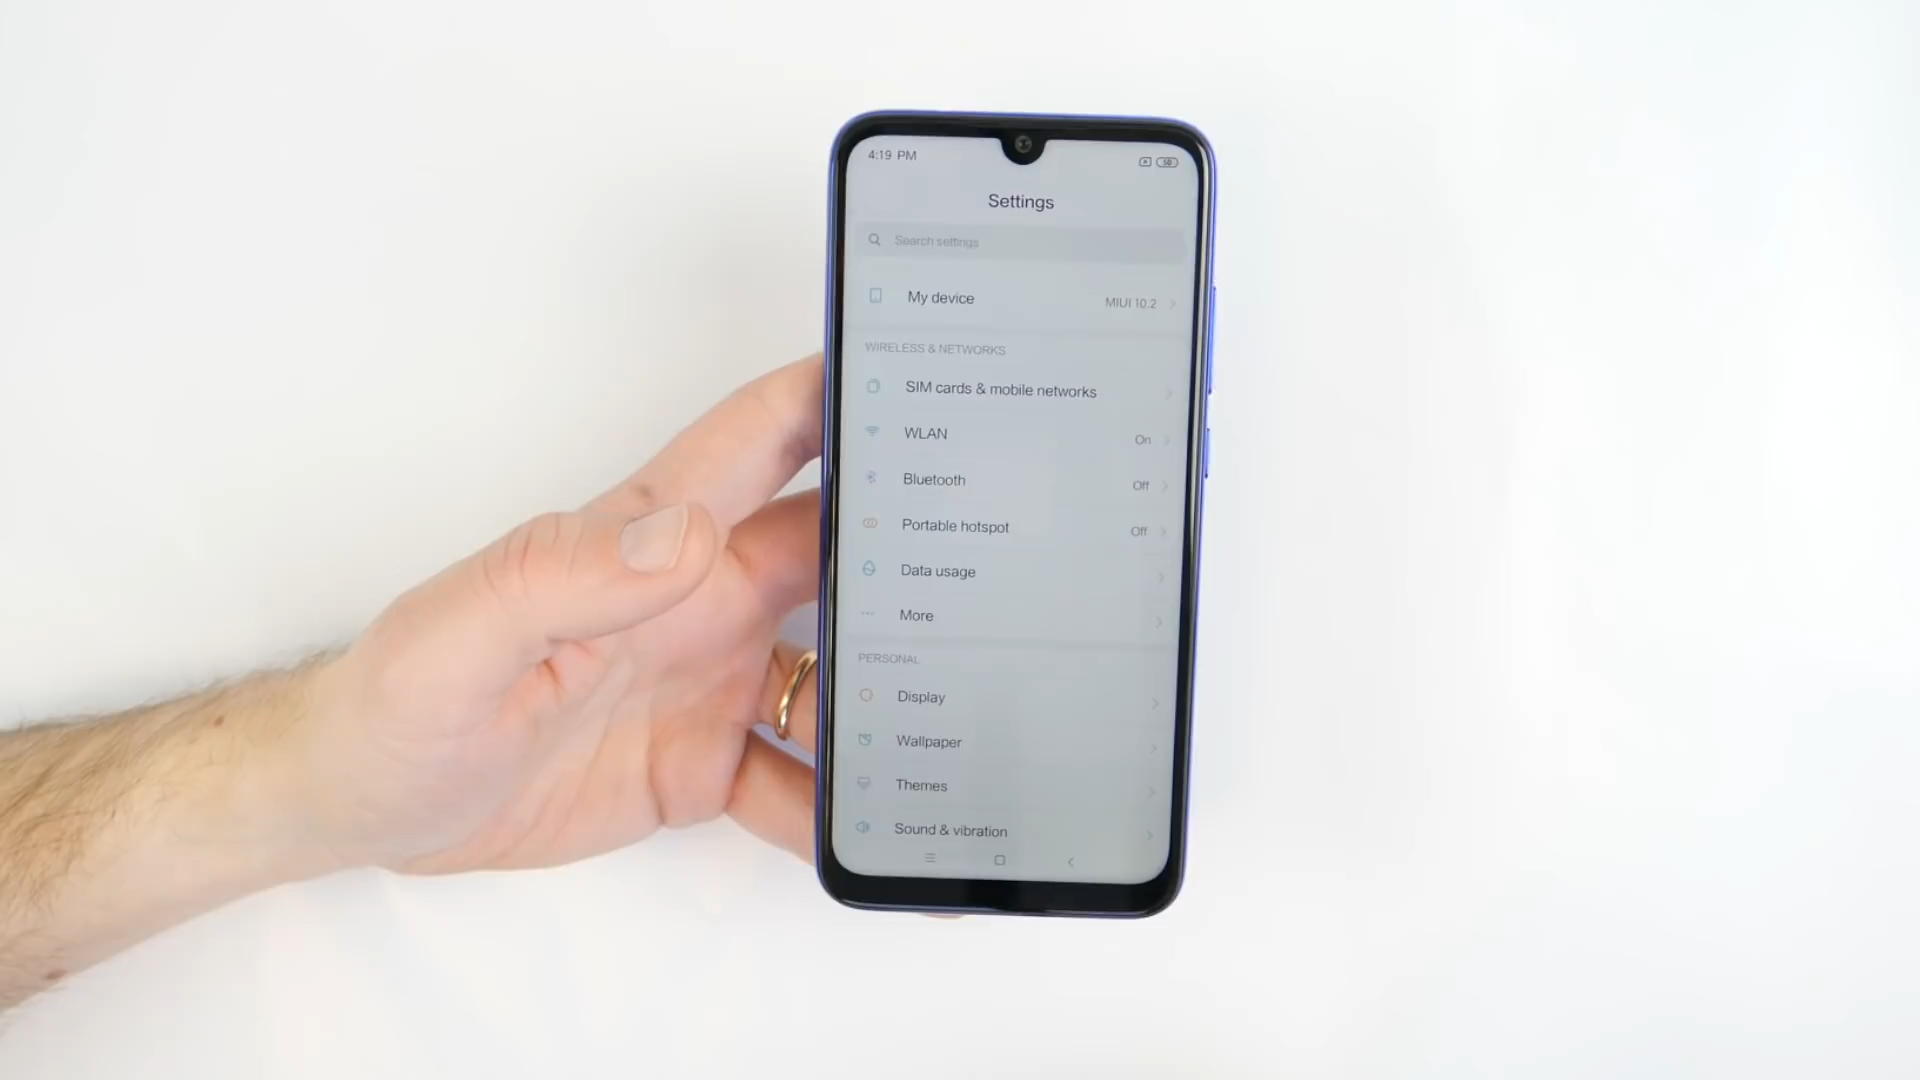 4:19 PM 50
Settings
Search settings
My device MIUI 10.2
WIRELESS & NETWORKS
SIM cards & mobile networks
WLAN On
Bluetooth Off
Portable hotspot Off
Data usage
More
PERSONAL
Display
Wallpaper
Themes
Sound & vibration